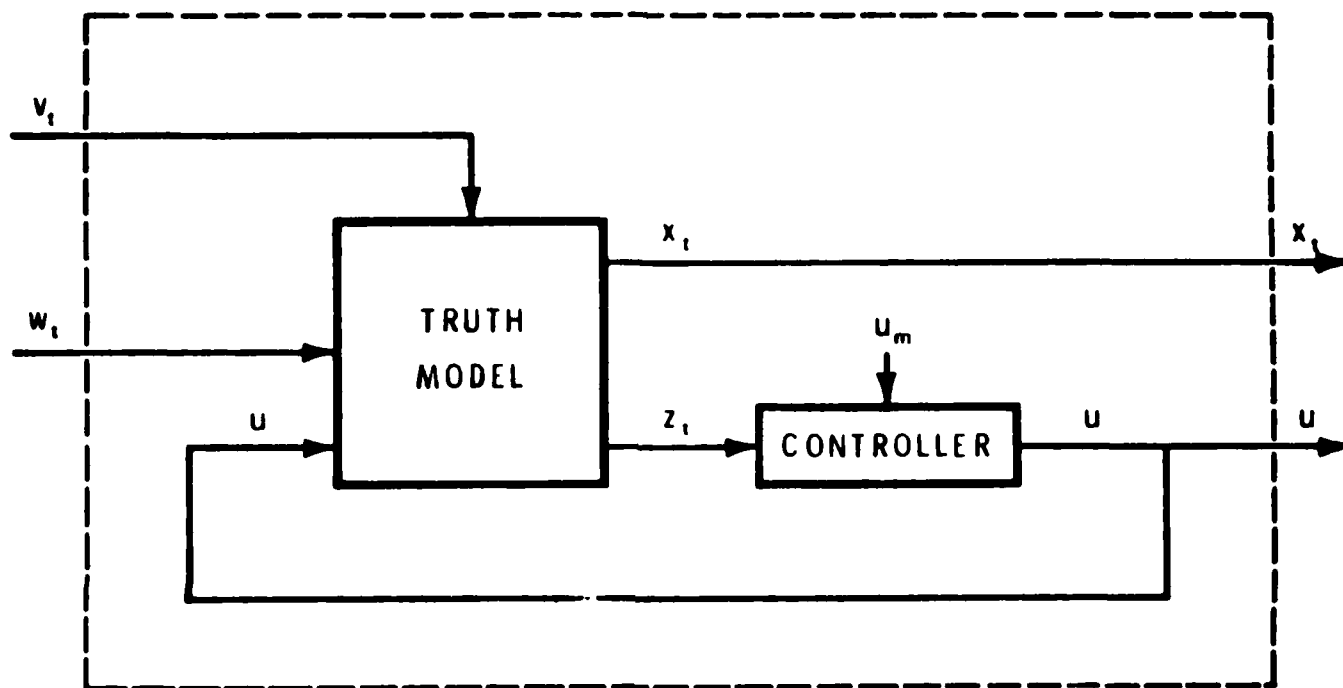 v_t
x_t
x_t
w_t
TRUTH
MODEL
u_m
u
z_t
CONTROLLER
u
u